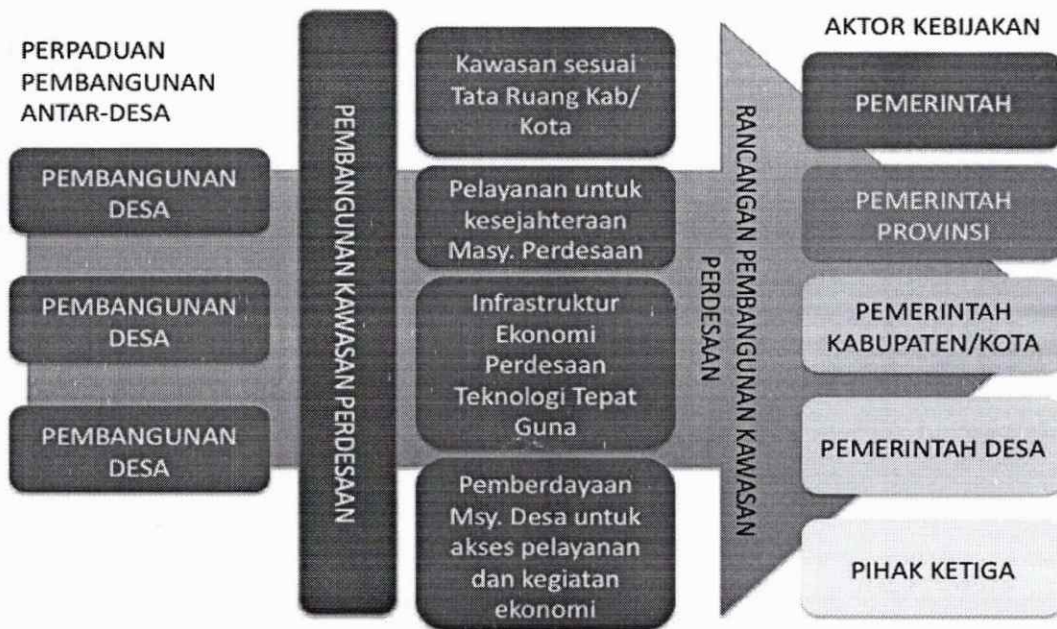 PERPADUAN
PEMBANGUNAN
ANTAR-DESA
PEMBANGUNAN
DESA
PEMBANGUNAN
DESA
PEMBANGUNAN
DESA
PEMBANGUNAN KAWASAN PERDESAAN
Kawasan sesuai
Tata Ruang Kab/
Kota
Pelayanan untuk
kesejahteraan
Masy. Perdesaan
Infrastruktur
Ekonomi
Perdesaan
Teknologi Tepat
Guna
Pemberdayaan
Msy. Desa untuk
akses pelayanan
dan kegiatan
ekonomi
RANCANGAN PEMBANGUNAN KAWASAN
PERDESAAN
AKTOR KEBIJAKAN
PEMERINTAH
PEMERINTAH
PROVINSI
PEMERINTAH
KABUPATEN/KOTA
PEMERINTAH DESA
PIHAK KETIGA